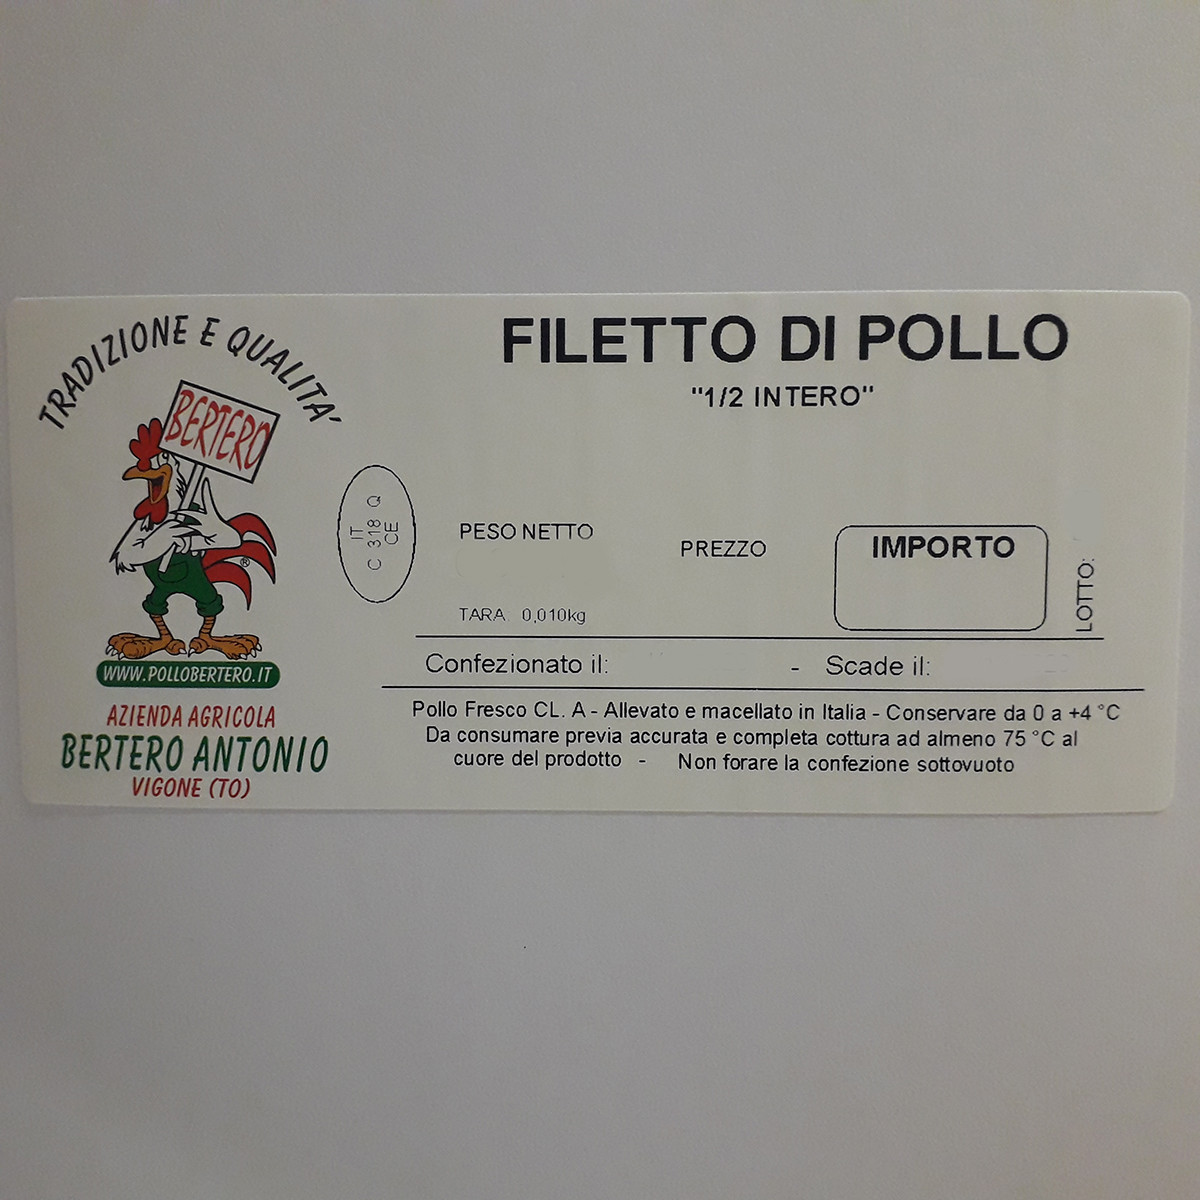 TRADIZIONE E QUALITA'
BERTERO
®
WWW.POLLOBERTERO.IT
AZIENDA AGRICOLA
BERTERO ANTONIO
VIGONE (TO)
IT
C 318 Q
CE
FILETTO DI POLLO
"1/2 INTERO"
PESO NETTO
PREZZO
IMPORTO
LOTTO:
TARA 0,010kg
Confezionato il: - Scade il:
Pollo Fresco CL. A - Allevato e macellato in Italia - Conservare da 0 a +4 °C
Da consumare previa accurata e completa cottura ad almeno 75 °C al
cuore del prodotto - Non forare la confezione sottovuoto